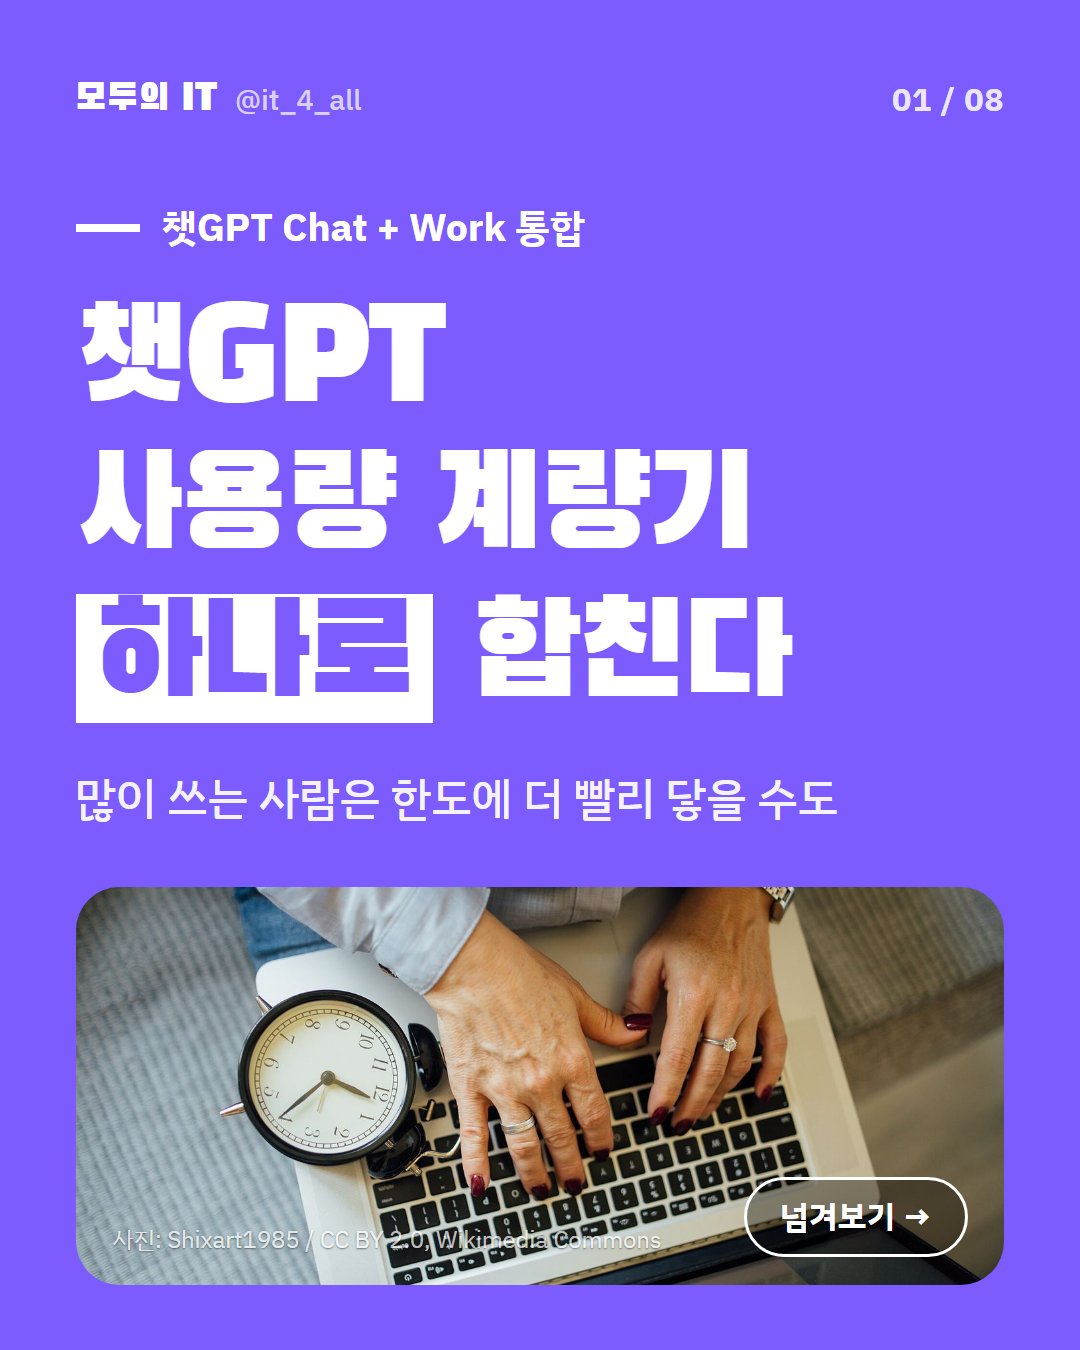 모두의 IT @it_4_all
01 / 08
챗GPT Chat + Work 통합
챗GPT
사용량 계량기
하나로 합친다
많이 쓰는 사람은 한도에 더 빨리 닿을 수도
넘겨보기 →
사진: Shixart1985 / CC BY 2.0, Wikimedia Commons